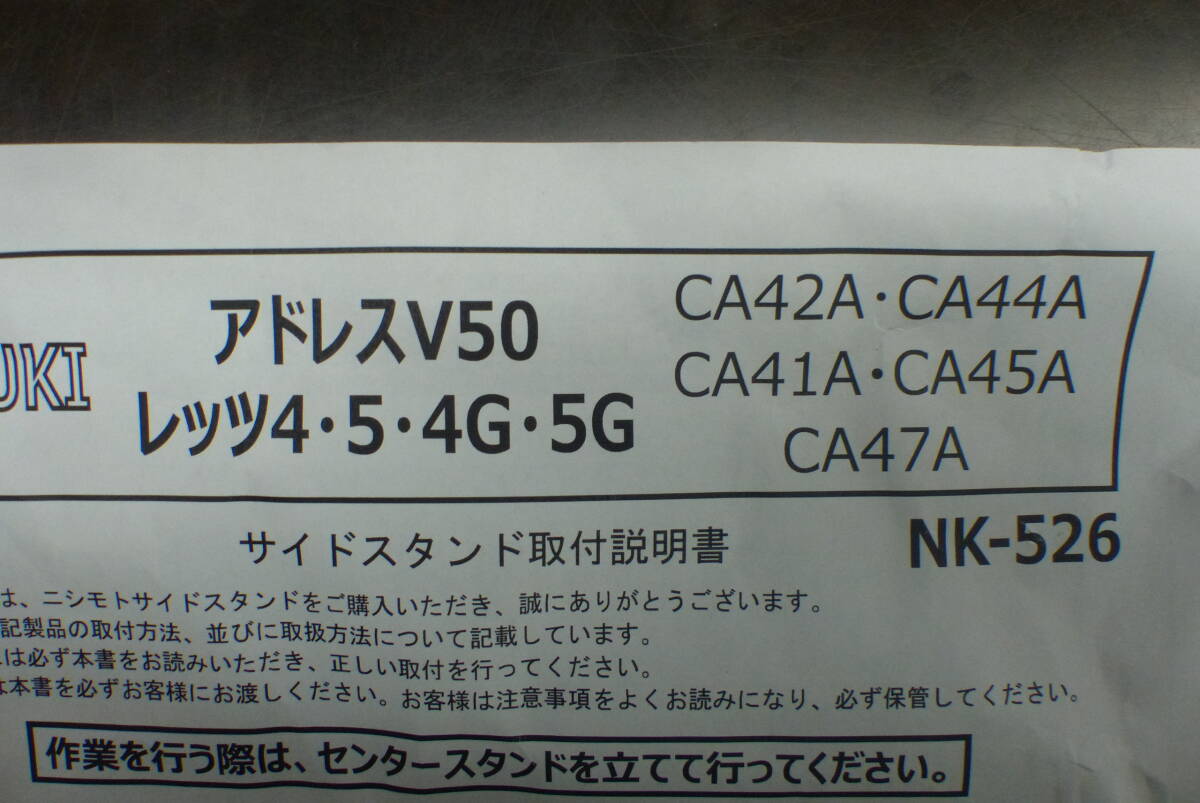 UKI
アドレスV50
レッツ4・5・4G・5G
CA42A・CA44A
CA41A・CA45A
CA47A
サイドスタンド取付説明書
NK-526
は、ニシモトサイドスタンドをご購入いただき、誠にありがとうございます。
記製品の取付方法、並びに取扱方法について記載しています。
は必ず本書をお読みいただき、正しい取付を行ってください。
本書を必ずお客様にお渡しください。お客様は注意事項をよくお読みになり、必ず保管してください。
作業を行う際は、センタースタンドを立てて行ってください。